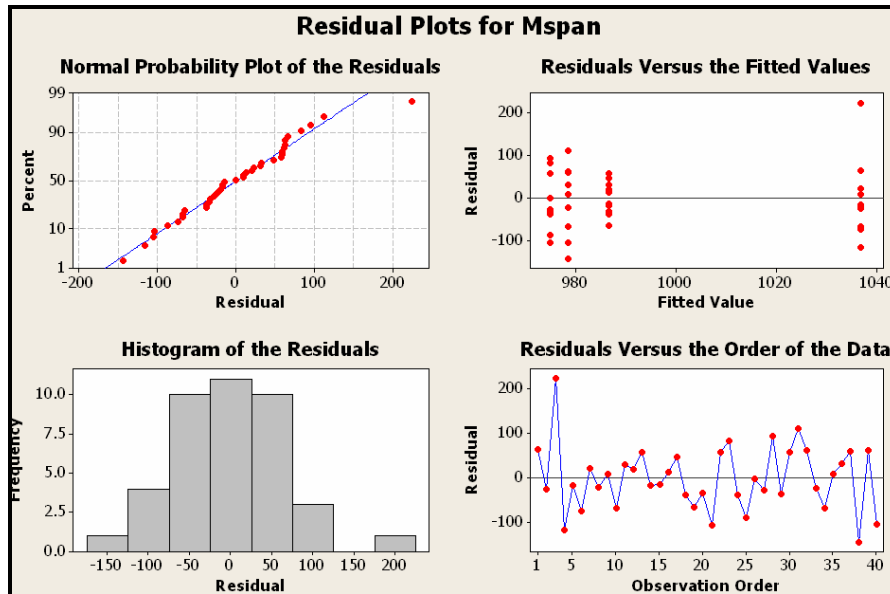 Residual Plots for Mspan
Normal Probability Plot of the Residuals
Percent
99
90
50
10
1
-200 -100 0 100 200
Residual
Residuals Versus the Fitted Values
Residual
200
100
0
-100
980 1000 1020 1040
Fitted Value
Histogram of the Residuals
Frequency
10.0
7.5
5.0
2.5
0.0
-150 -100 -50 0 50 100 150 200
Residual
Residuals Versus the Order of the Data
Residual
200
100
0
-100
1 5 10 15 20 25 30 35 40
Observation Order